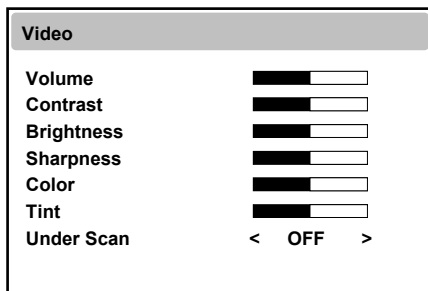 Video
Volume
Contrast
Brightness
Sharpness
Color
Tint
Under Scan < OFF >